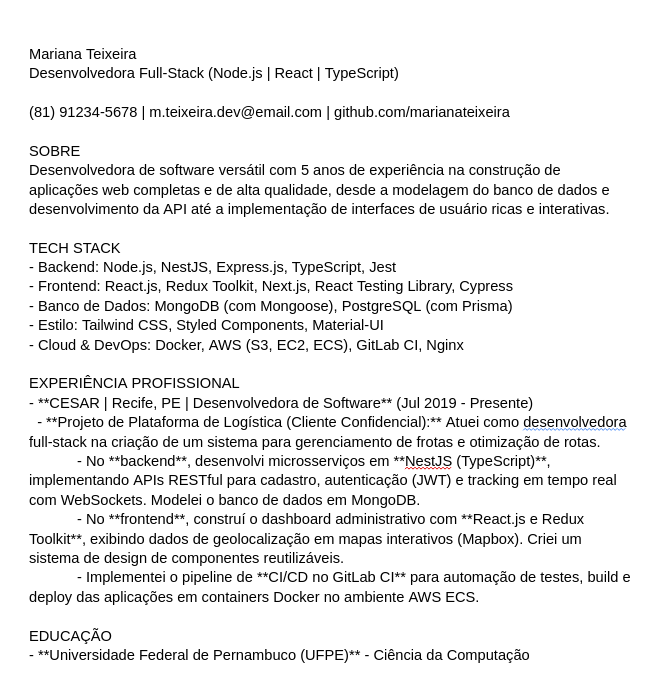 Mariana Teixeira
Desenvolvedora Full-Stack (Node.js | React | TypeScript)
(81) 91234-5678 | m.teixeira.dev@email.com | github.com/marianateixeira
SOBRE
Desenvolvedora de software versátil com 5 anos de experiência na construção de
aplicações web completas e de alta qualidade, desde a modelagem do banco de dados e
desenvolvimento da API até a implementação de interfaces de usuário ricas e interativas.
TECH STACK
- Backend: Node.js, NestJS, Express.js, TypeScript, Jest
- Frontend: React.js, Redux Toolkit, Next.js, React Testing Library, Cypress
- Banco de Dados: MongoDB (com Mongoose), PostgreSQL (com Prisma)
- Estilo: Tailwind CSS, Styled Components, Material-UI
- Cloud & DevOps: Docker, AWS (S3, EC2, ECS), GitLab CI, Nginx
EXPERIÊNCIA PROFISSIONAL
- **CESAR | Recife, PE | Desenvolvedora de Software** (Jul 2019 - Presente)
- **Projeto de Plataforma de Logística (Cliente Confidencial):** Atuei como desenvolvedora
full-stack na criação de um sistema para gerenciamento de frotas e otimização de rotas.
- No **backend**, desenvolvi microsserviços em **NestJS (TypeScript)**,
implementando APIs RESTful para cadastro, autenticação (JWT) e tracking em tempo real
com WebSockets. Modelei o banco de dados em MongoDB.
- No **frontend**, construí o dashboard administrativo com **React.js e Redux
Toolkit**, exibindo dados de geolocalização em mapas interativos (Mapbox). Criei um
sistema de design de componentes reutilizáveis.
- Implementei o pipeline de **CI/CD no GitLab CI** para automação de testes, build e
deploy das aplicações em containers Docker no ambiente AWS ECS.
EDUCAÇÃO
- **Universidade Federal de Pernambuco (UFPE)** - Ciência da Computação